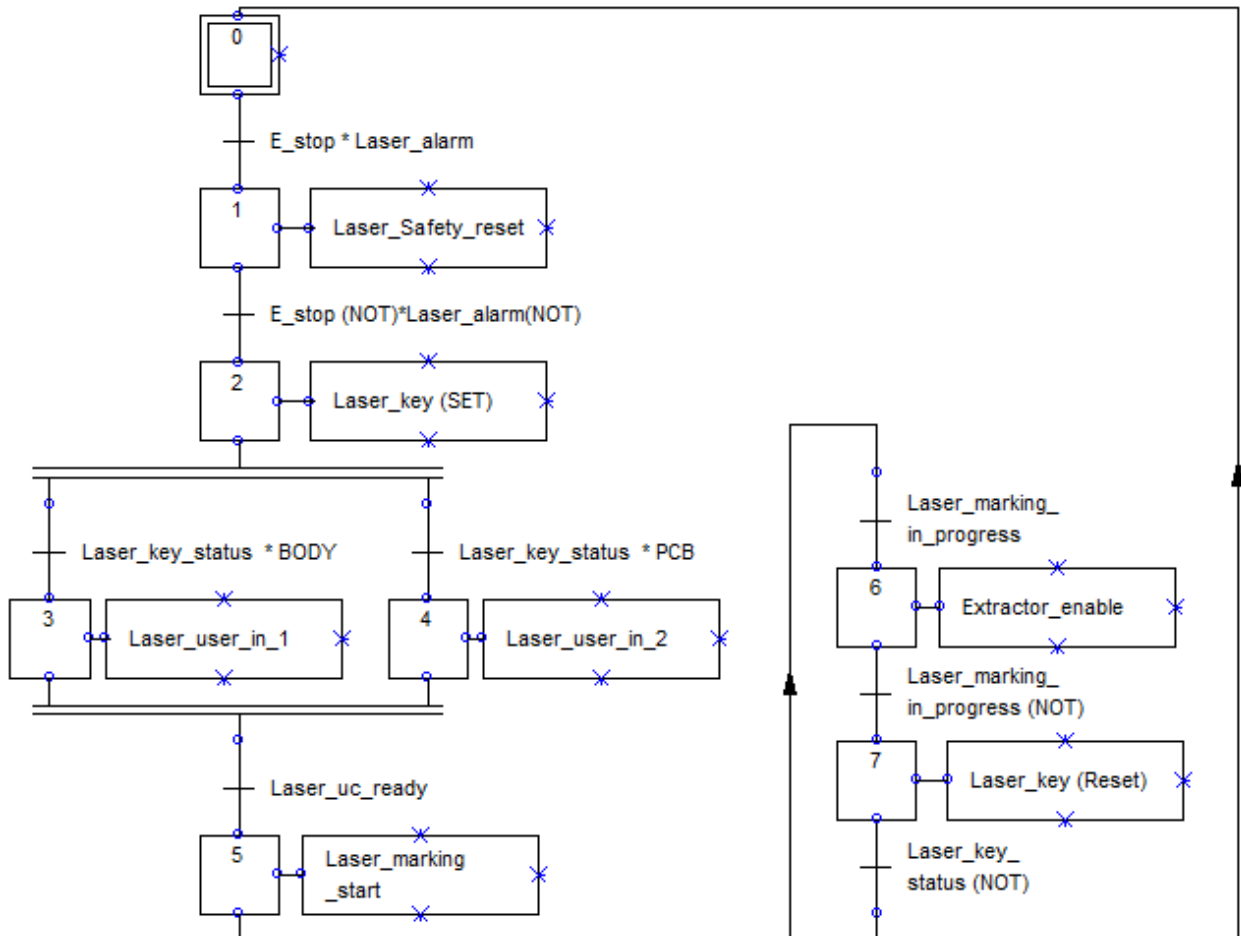 0
E_stop * Laser_alarm
1
Laser_Safety_reset
E_stop (NOT)*Laser_alarm(NOT)
2
Laser_key (SET)
Laser_key_status * BODY
Laser_key_status * PCB
3
Laser_user_in_1
4
Laser_user_in_2
Laser_uc_ready
5
Laser_marking
_start
Laser_marking_
in_progress
6
Extractor_enable
Laser_marking_
in_progress (NOT)
7
Laser_key (Reset)
Laser_key_
status (NOT)